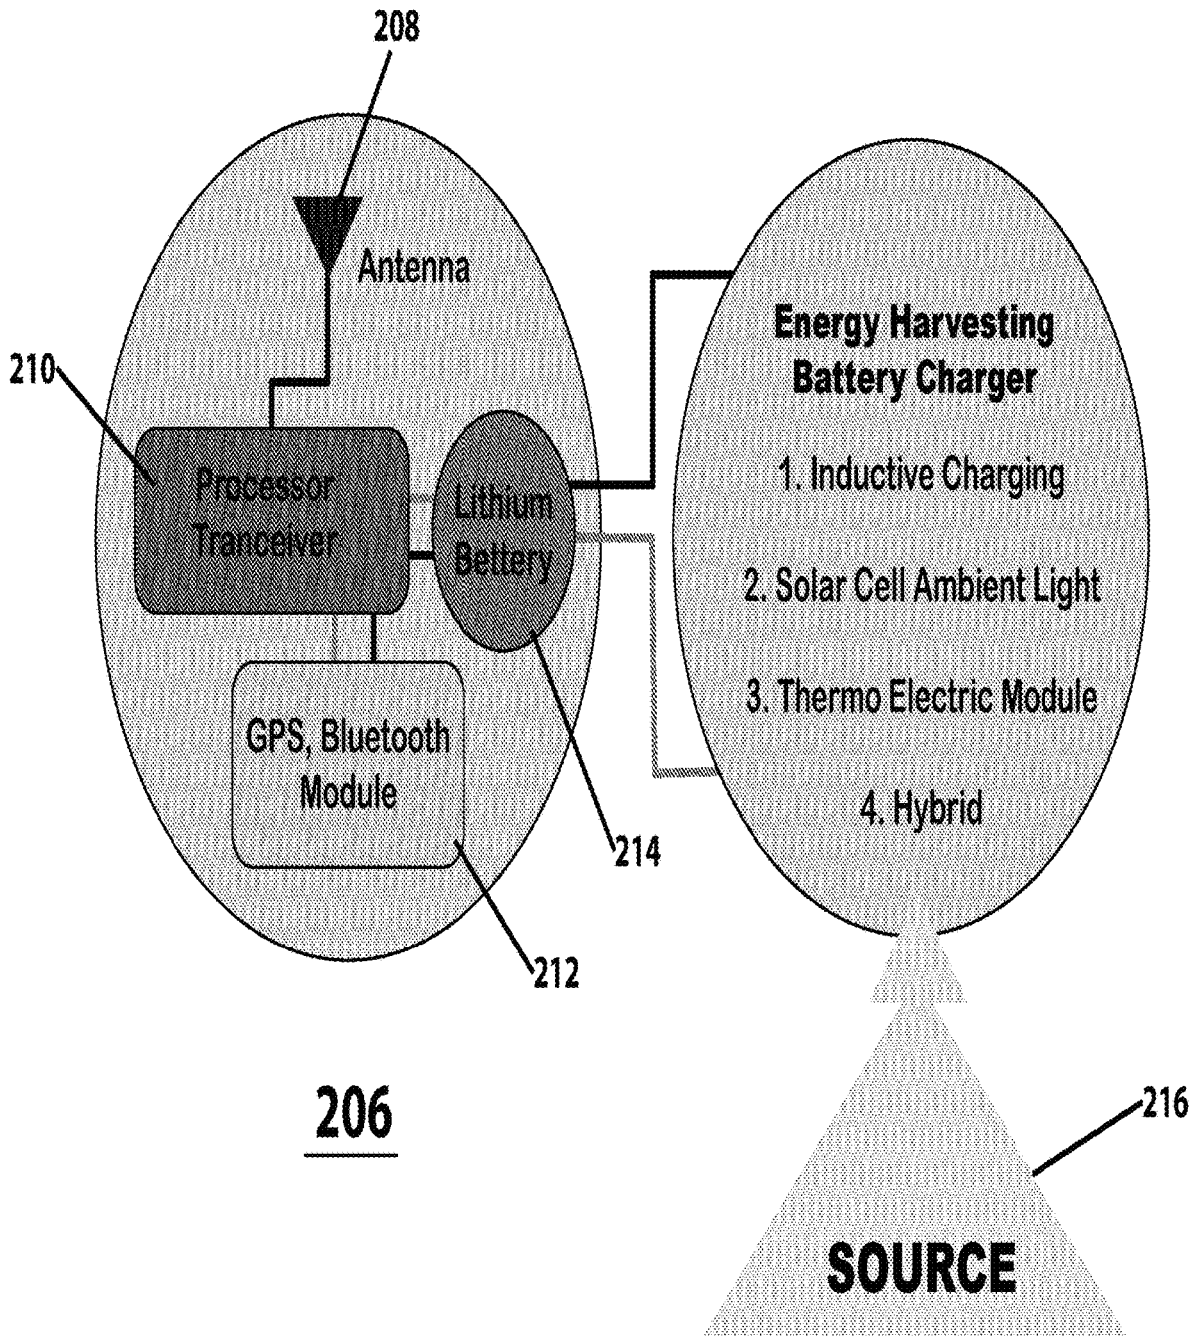 208
Antenna
210
Processor
Tranceiver
Lithium
Bettery
GPS, Bluetooth
Module
214
212
206
Energy Harvesting
Battery Charger
1. Inductive Charging
2. Solar Cell Ambient Light
3. Thermo Electric Module
4. Hybrid
216
SOURCE